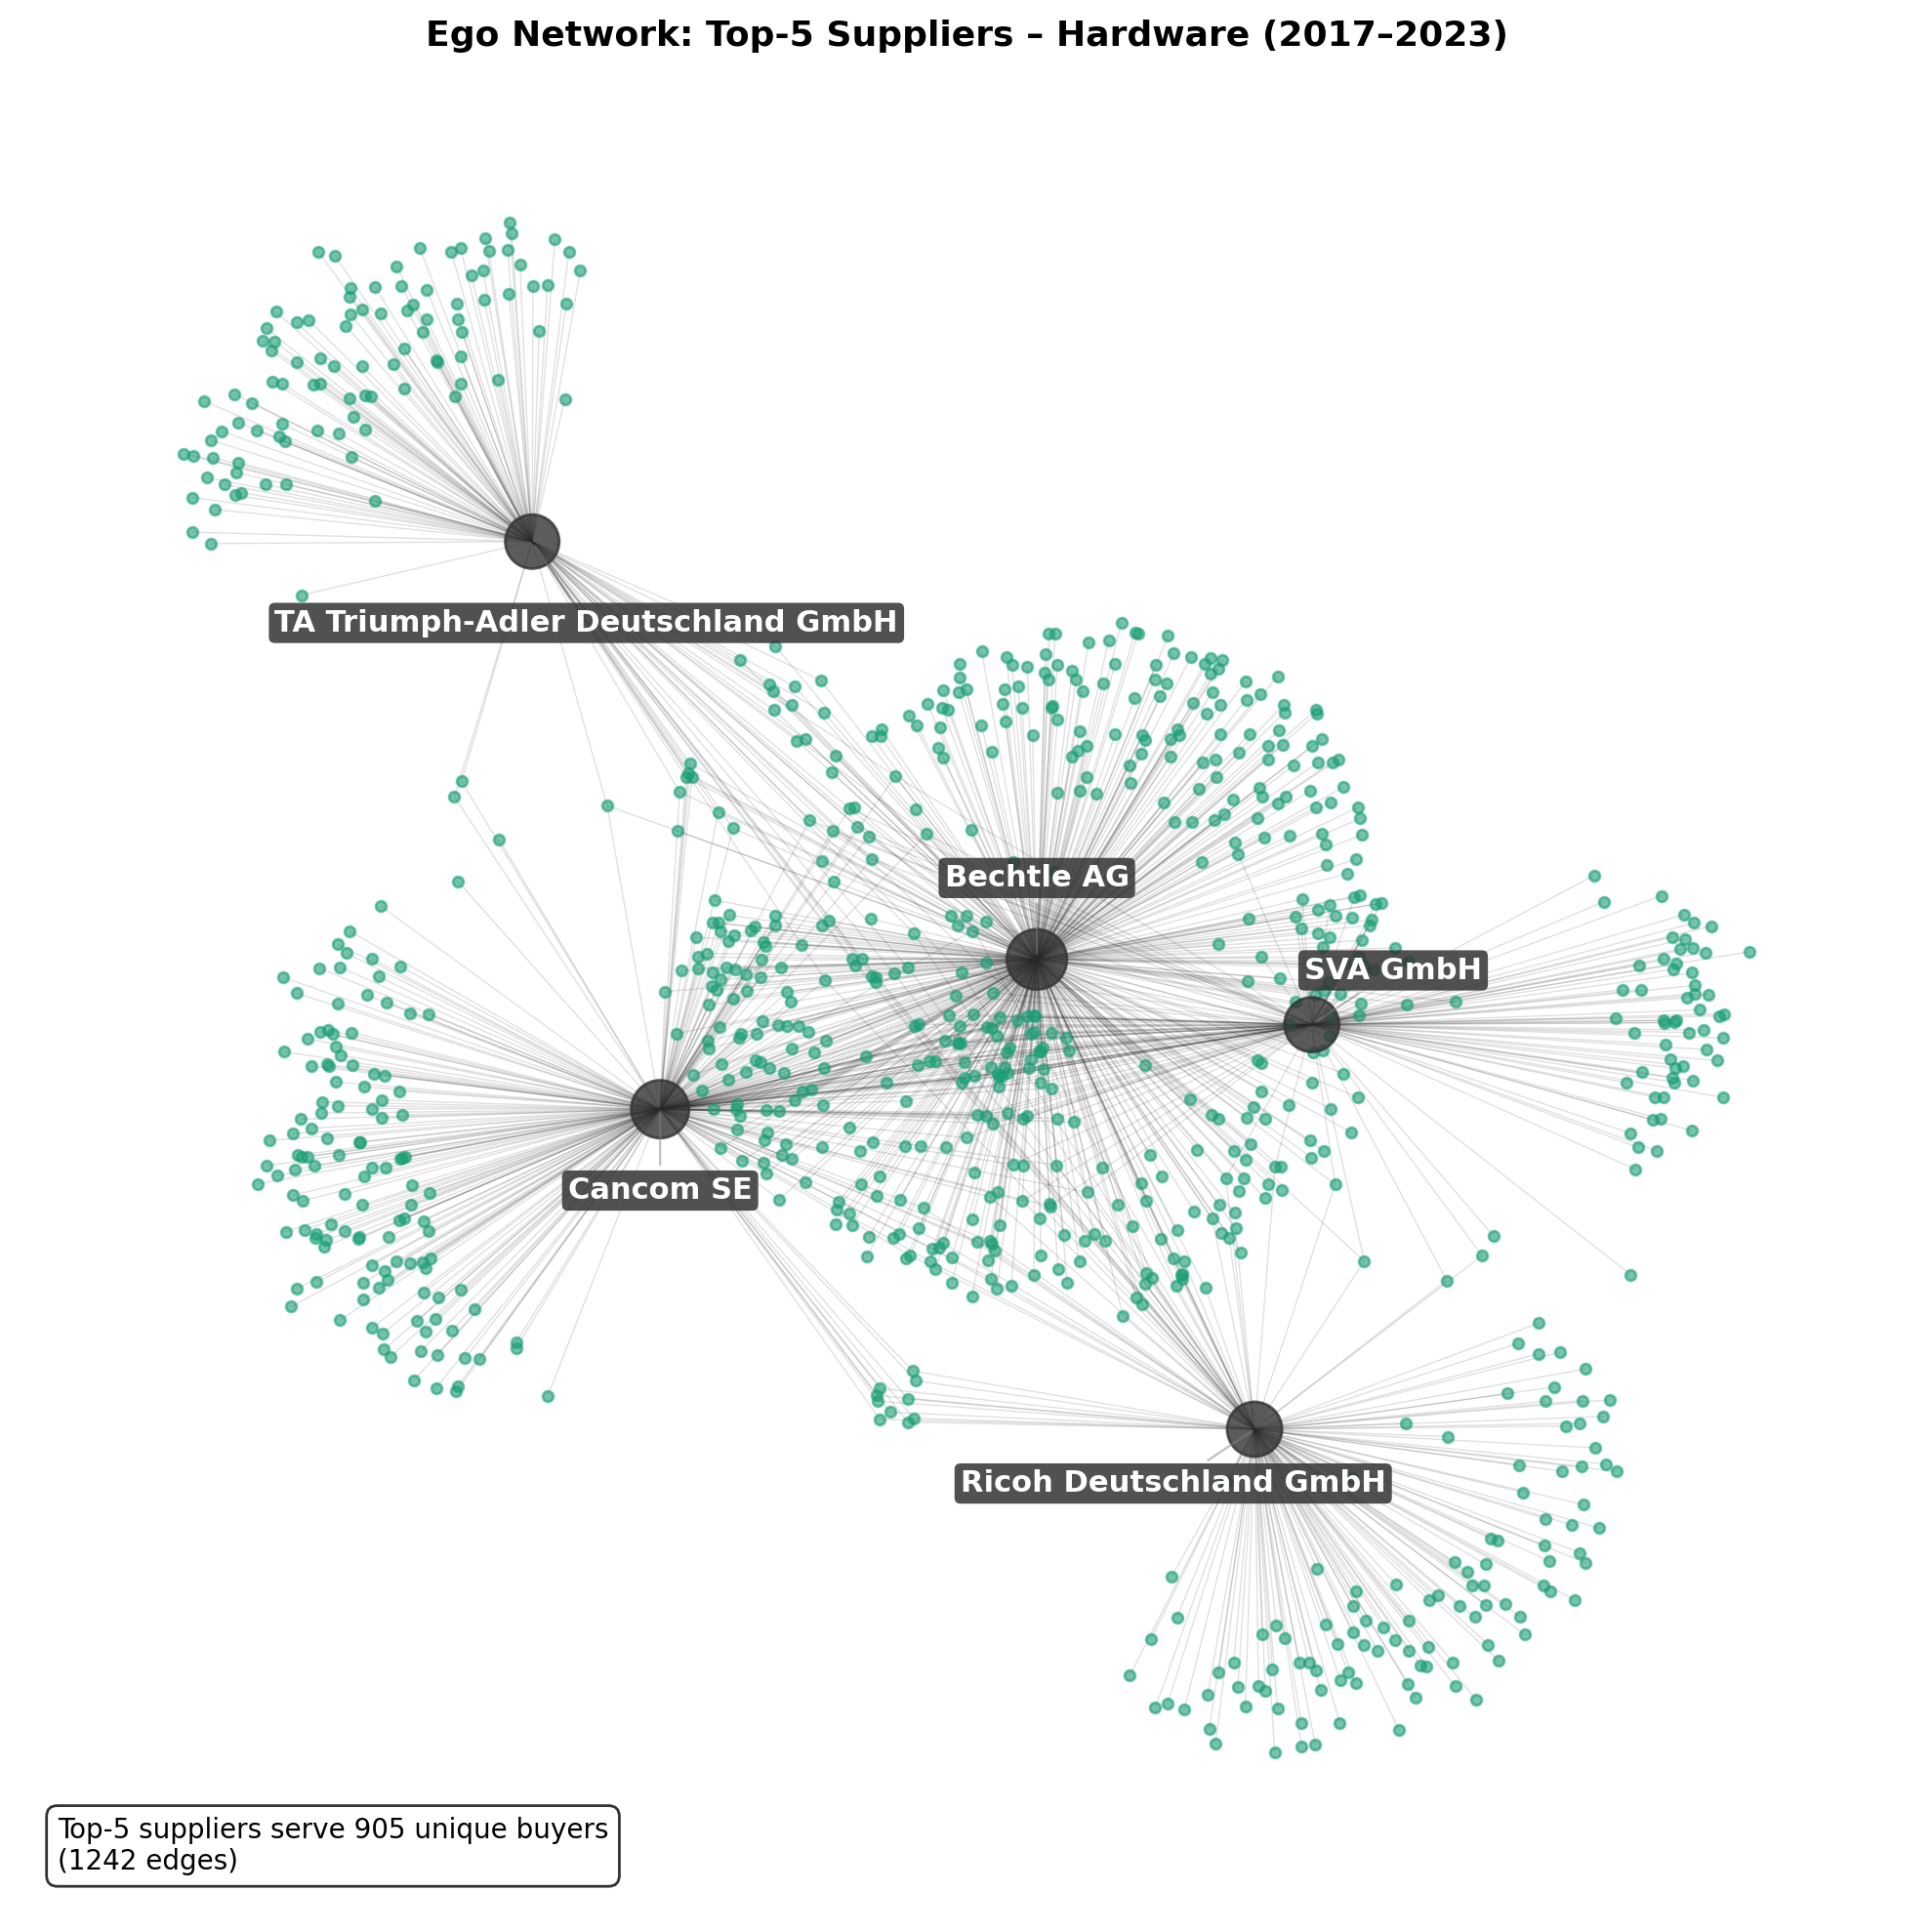 Ego Network: Top-5 Suppliers – Hardware (2017–2023)
TA Triumph-Adler Deutschland GmbH
Bechtle AG
SVA GmbH
Cancom SE
Ricoh Deutschland GmbH
Top-5 suppliers serve 905 unique buyers
(1242 edges)